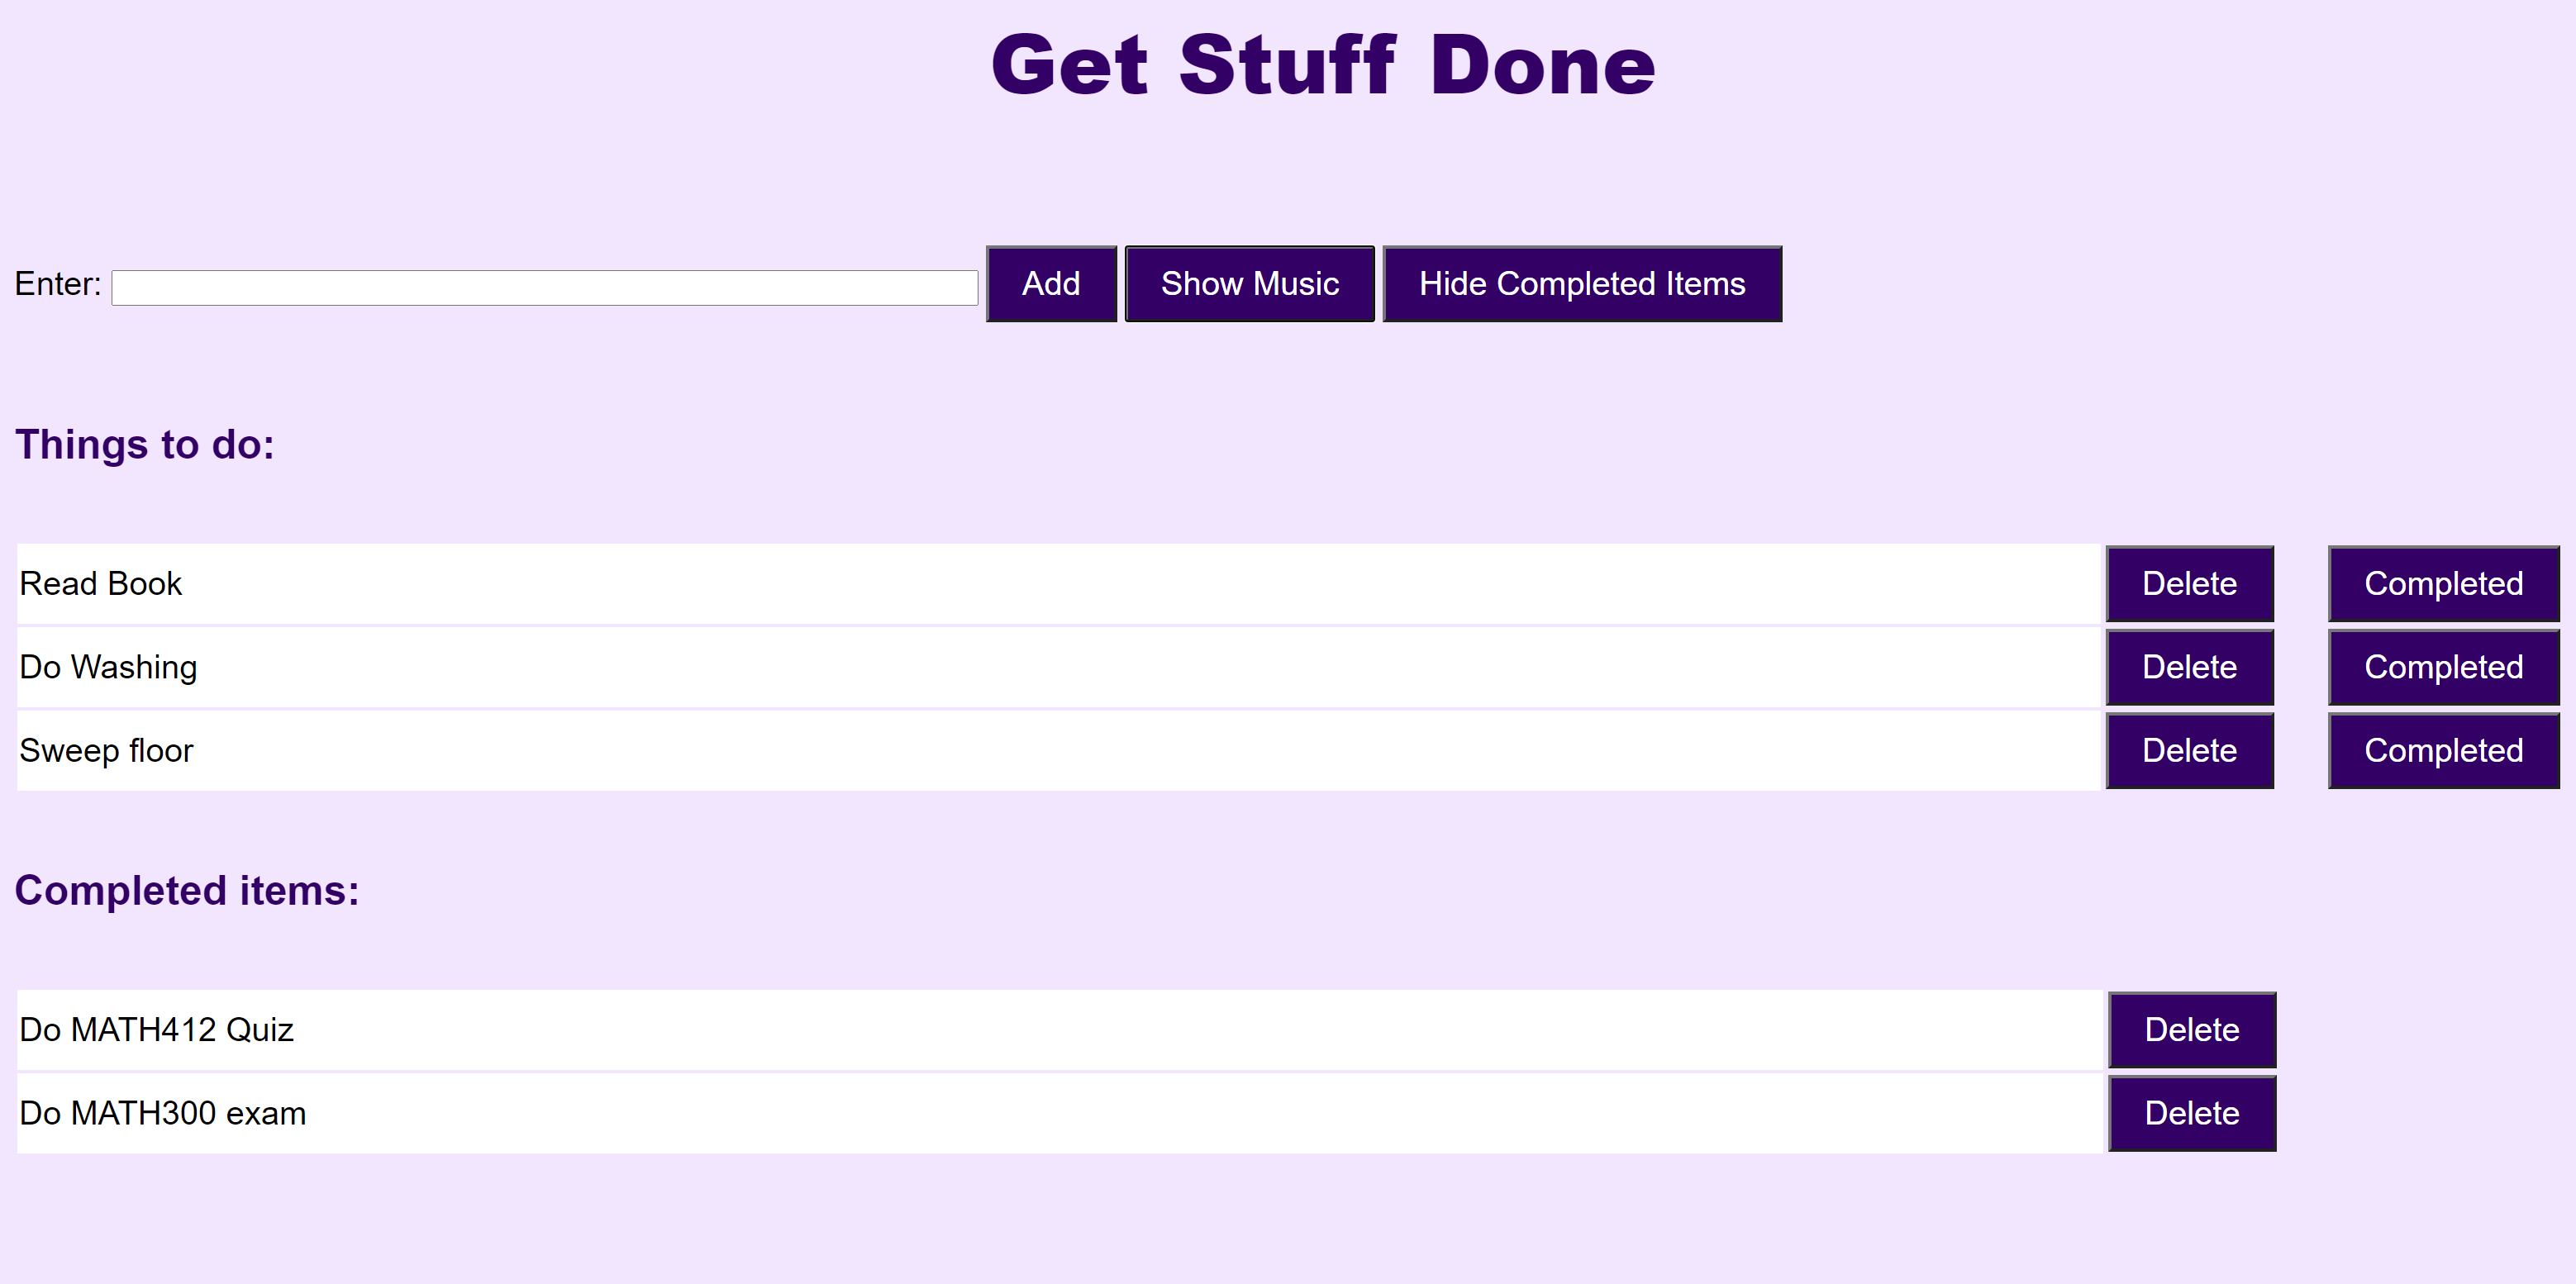 Get Stuff Done
Enter: Add Show Music Hide Completed Items
Things to do:
Read Book Delete Completed
Do Washing Delete Completed
Sweep floor Delete Completed
Completed items:
Do MATH412 Quiz Delete
Do MATH300 exam Delete